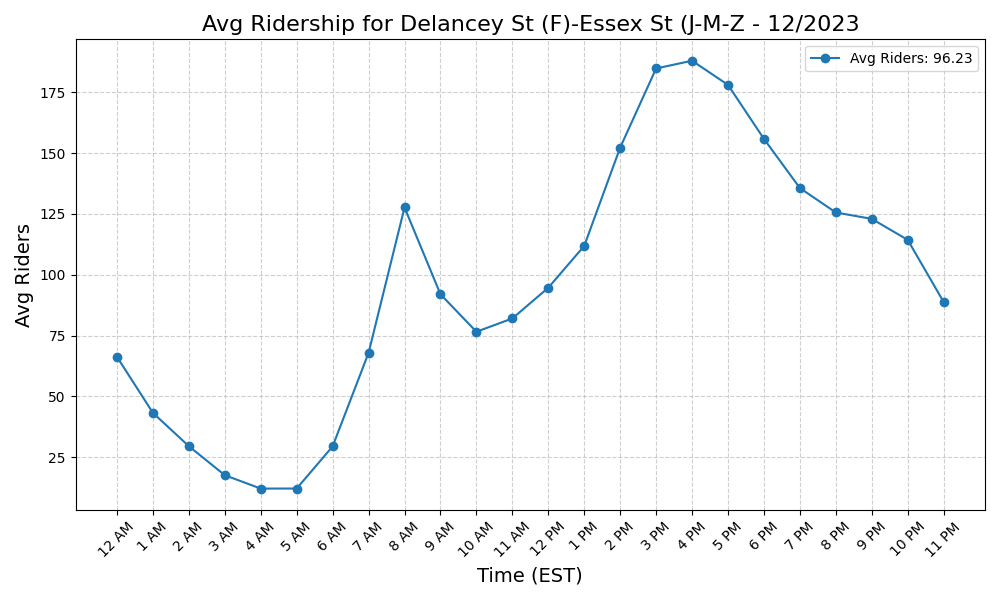 Avg Ridership for Delancey St (F)-Essex St (J-M-Z - 12/2023
Avg Riders: 96.23
Avg Riders
175
150
125
100
75
50
25
12 AM
1 AM
2 AM
3 AM
4 AM
5 AM
6 AM
7 AM
8 AM
9 AM
10 AM
11 AM
12 PM
1 PM
2 PM
3 PM
4 PM
5 PM
6 PM
7 PM
8 PM
9 PM
10 PM
11 PM
Time (EST)